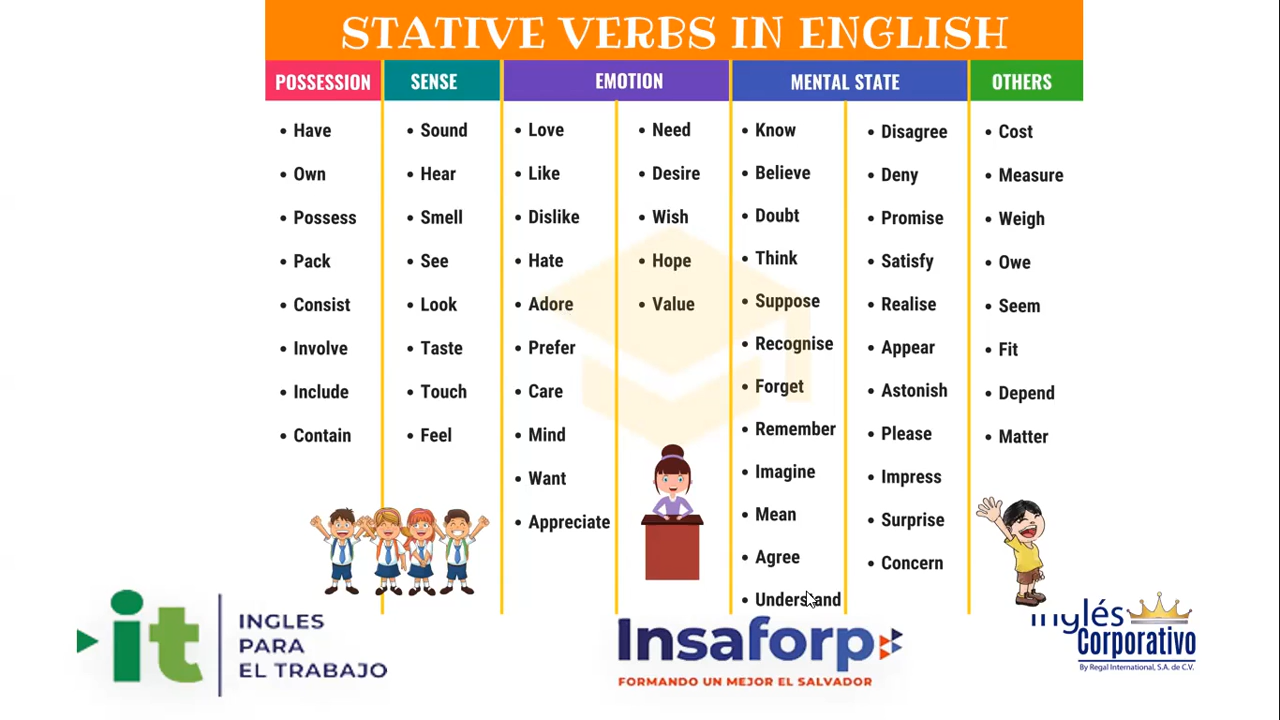 STATIVE VERBS IN ENGLISH
POSSESSION
• Have
• Own
• Possess
• Pack
• Consist
• Involve
• Include
• Contain
SENSE
• Sound
• Hear
• Smell
• See
• Look
• Taste
• Touch
• Feel
EMOTION
• Love
• Like
• Dislike
• Hate
• Adore
• Prefer
• Care
• Mind
• Want
• Appreciate
• Need
• Desire
• Wish
• Hope
• Value
MENTAL STATE
• Know
• Believe
• Doubt
• Think
• Suppose
• Recognise
• Forget
• Remember
• Imagine
• Mean
• Agree
• Understand
• Disagree
• Deny
• Promise
• Satisfy
• Realise
• Appear
• Astonish
• Please
• Impress
• Surprise
• Concern
OTHERS
• Cost
• Measure
• Weigh
• Owe
• Seem
• Fit
• Depend
• Matter
it
INGLES
PARA
EL TRABAJO
Insaforp
FORMANDO UN MEJOR EL SALVADOR
Inglés
Corporativo
By Regal International, S.A. de C.V.